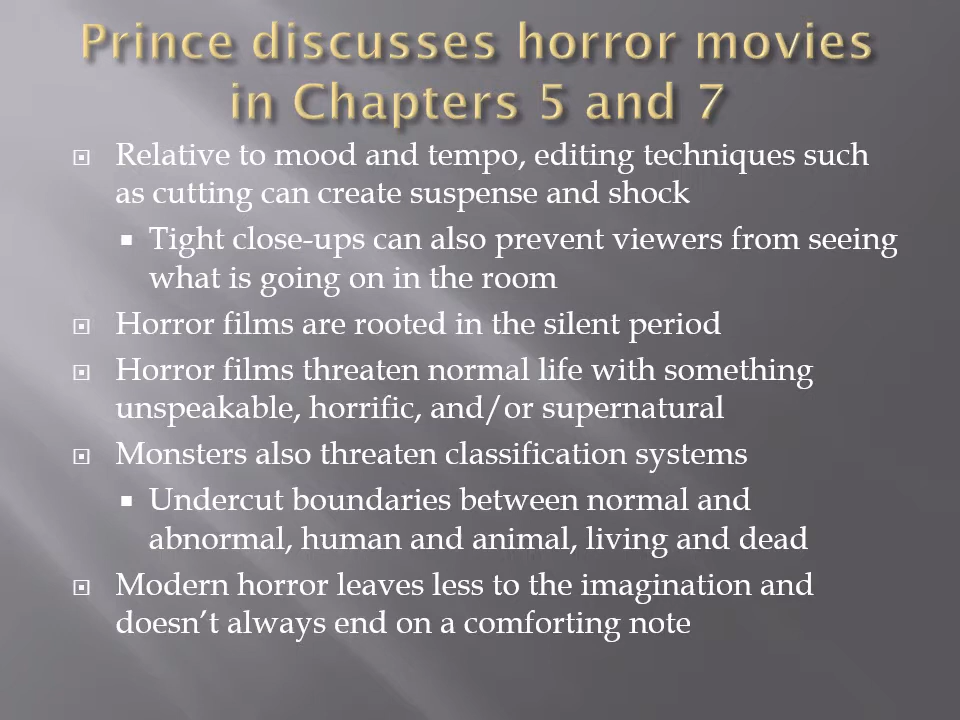 Prince discusses horror movies
in Chapters 5 and 7
Relative to mood and tempo, editing techniques such
as cutting can create suspense and shock
Tight close-ups can also prevent viewers from seeing
what is going on in the room
Horror films are rooted in the silent period
Horror films threaten normal life with something
unspeakable, horrific, and/or supernatural
Monsters also threaten classification systems
Undercut boundaries between normal and
abnormal, human and animal, living and dead
Modern horror leaves less to the imagination and
doesn’t always end on a comforting note